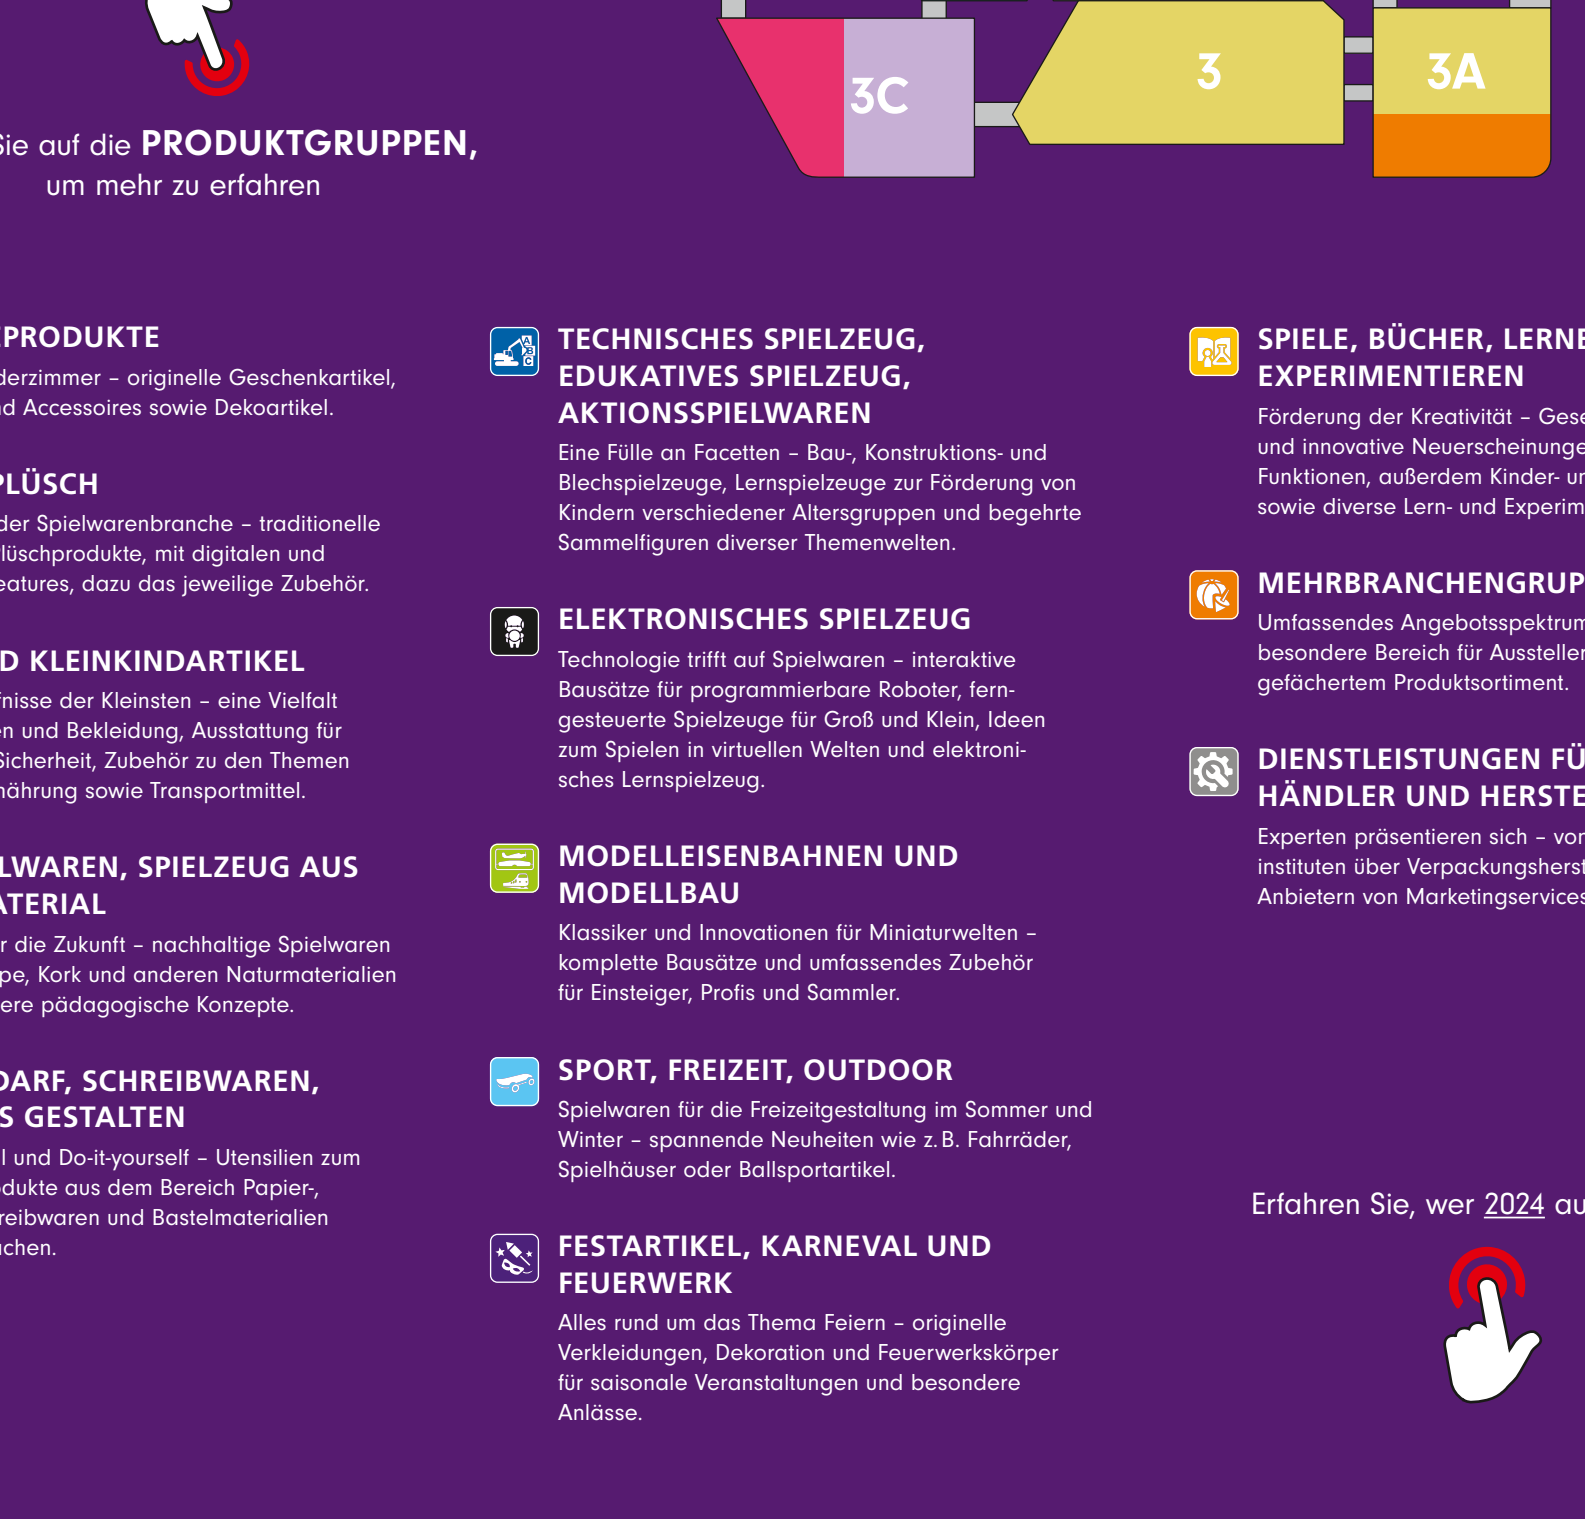 3C
3
3A
Sie auf die PRODUKTGRUPPEN,
um mehr zu erfahren
EPRODUKTE
derzimmer – originelle Geschenkartikel,
nd Accessoires sowie Dekoartikel.
PLÜSCH
der Spielwarenbranche – traditionelle
lüschprodukte, mit digitalen und
eatures, dazu das jeweilige Zubehör.
D KLEINKINDARTIKEL
fnisse der Kleinsten – eine Vielfalt
en und Bekleidung, Ausstattung für
Sicherheit, Zubehör zu den Themen
nährung sowie Transportmittel.
LWAREN, SPIELZEUG AUS
ATERIAL
r die Zukunft – nachhaltige Spielwaren
pe, Kork und anderen Naturmaterialien
ere pädagogische Konzepte.
DARF, SCHREIBWAREN,
S GESTALTEN
l und Do-it-yourself – Utensilien zum
odukte aus dem Bereich Papier-,
reibwaren und Bastelmaterialien
uchen.
ABC
TECHNISCHES SPIELZEUG,
EDUKATIVES SPIELZEUG,
AKTIONSSPIELWAREN
Eine Fülle an Facetten – Bau-, Konstruktions- und
Blechspielzeuge, Lernspielzeuge zur Förderung von
Kindern verschiedener Altersgruppen und begehrte
Sammelfiguren diverser Themenwelten.
ELEKTRONISCHES SPIELZEUG
Technologie trifft auf Spielwaren – interaktive
Bausätze für programmierbare Roboter, fern-
gesteuerte Spielzeuge für Groß und Klein, Ideen
zum Spielen in virtuellen Welten und elektroni-
sches Lernspielzeug.
MODELLEISENBAHNEN UND
MODELLBAU
Klassiker und Innovationen für Miniaturwelten –
komplette Bausätze und umfassendes Zubehör
für Einsteiger, Profis und Sammler.
SPORT, FREIZEIT, OUTDOOR
Spielwaren für die Freizeitgestaltung im Sommer und
Winter – spannende Neuheiten wie z.B. Fahrräder,
Spielhäuser oder Ballsportartikel.
FESTARTIKEL, KARNEVAL UND
FEUERWERK
Alles rund um das Thema Feiern – originelle
Verkleidungen, Dekoration und Feuerwerkskörper
für saisonale Veranstaltungen und besondere
Anlässe.
SPIELE, BÜCHER, LERNE
EXPERIMENTIEREN
Förderung der Kreativität – Gese
und innovative Neuerscheinunge
Funktionen, außerdem Kinder- un
sowie diverse Lern- und Experim
MEHRBRANCHENGRUP
Umfassendes Angebotsspektrum
besondere Bereich für Aussteller
gefächertem Produktsortiment.
DIENSTLEISTUNGEN FÜ
HÄNDLER UND HERSTE
Experten präsentieren sich – von
instituten über Verpackungsherst
Anbietern von Marketingservices
Erfahren Sie, wer 2024 au